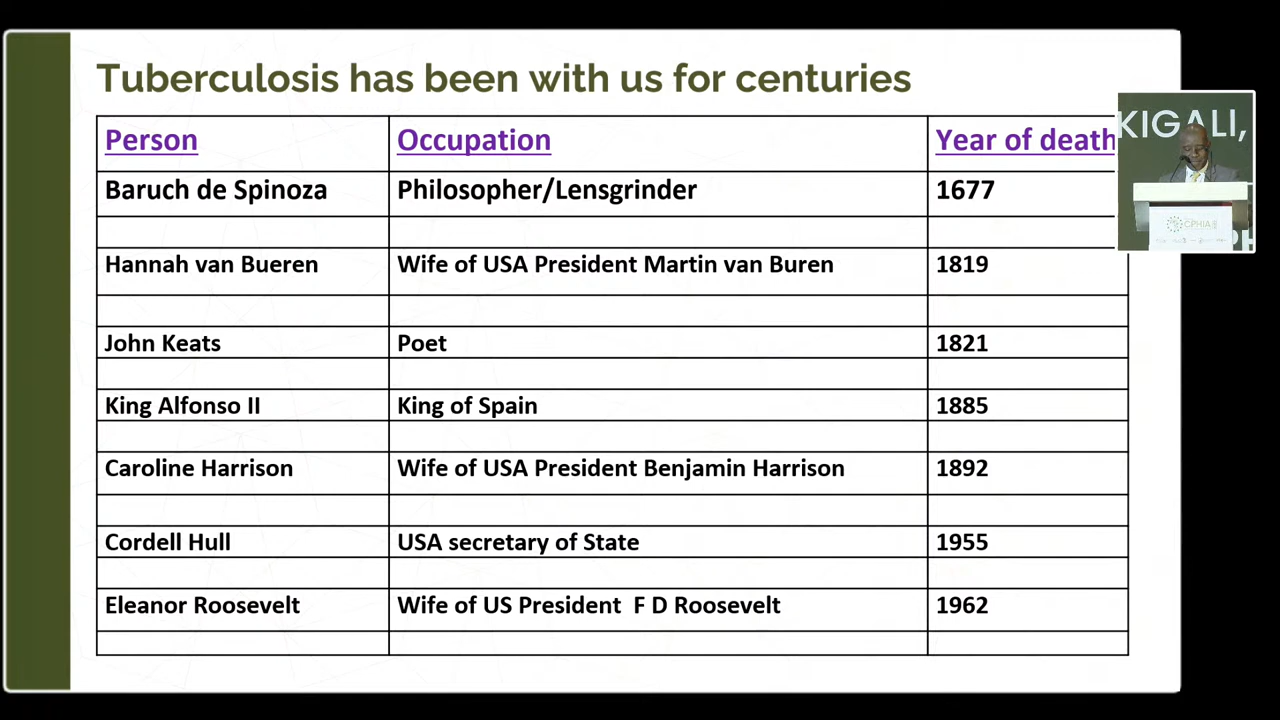 Tuberculosis has been with us for centuries
Person Occupation Year of death
Baruch de Spinoza Philosopher/Lensgrinder 1677
Hannah van Bueren Wife of USA President Martin van Buren 1819
John Keats Poet 1821
King Alfonso II King of Spain 1885
Caroline Harrison Wife of USA President Benjamin Harrison 1892
Cordell Hull USA secretary of State 1955
Eleanor Roosevelt Wife of US President F D Roosevelt 1962
KIGALI,
CPHIA